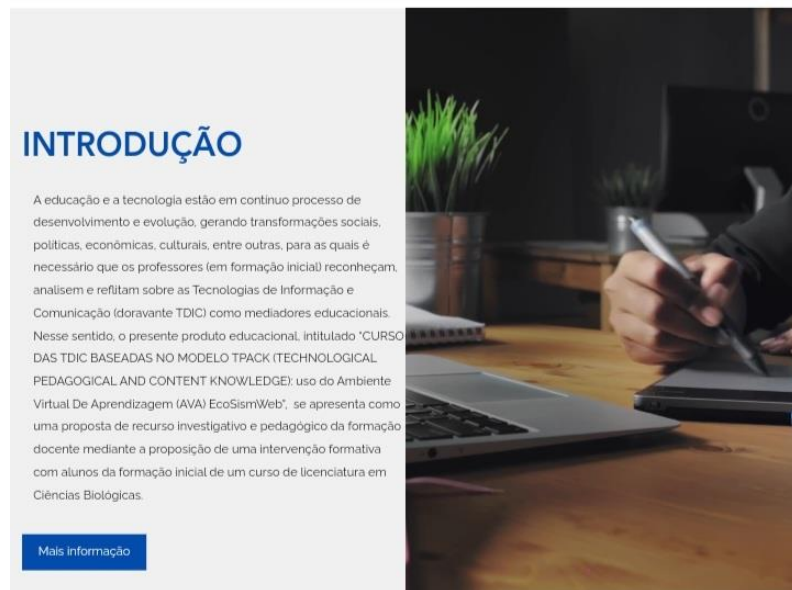 INTRODUÇÃO
A educação e a tecnologia estão em contínuo processo de
desenvolvimento e evolução, gerando transformações sociais,
políticas, econômicas, culturais, entre outras, para as quais é
necessário que os professores (em formação inicial) reconheçam,
analisem e reflitam sobre as Tecnologias de Informação e
Comunicação (doravante TDIC) como mediadores educacionais.
Nesse sentido, o presente produto educacional, intitulado "CURSO
DAS TDIC BASEADAS NO MODELO TPACK (TECHNOLOGICAL
PEDAGOGICAL AND CONTENT KNOWLEDGE): uso do Ambiente
Virtual De Aprendizagem (AVA) EcoSismWeb", se apresenta como
uma proposta de recurso investigativo e pedagógico da formação
docente mediante a proposição de uma intervenção formativa
com alunos da formação inicial de um curso de licenciatura em
Ciências Biológicas.
Mais informação